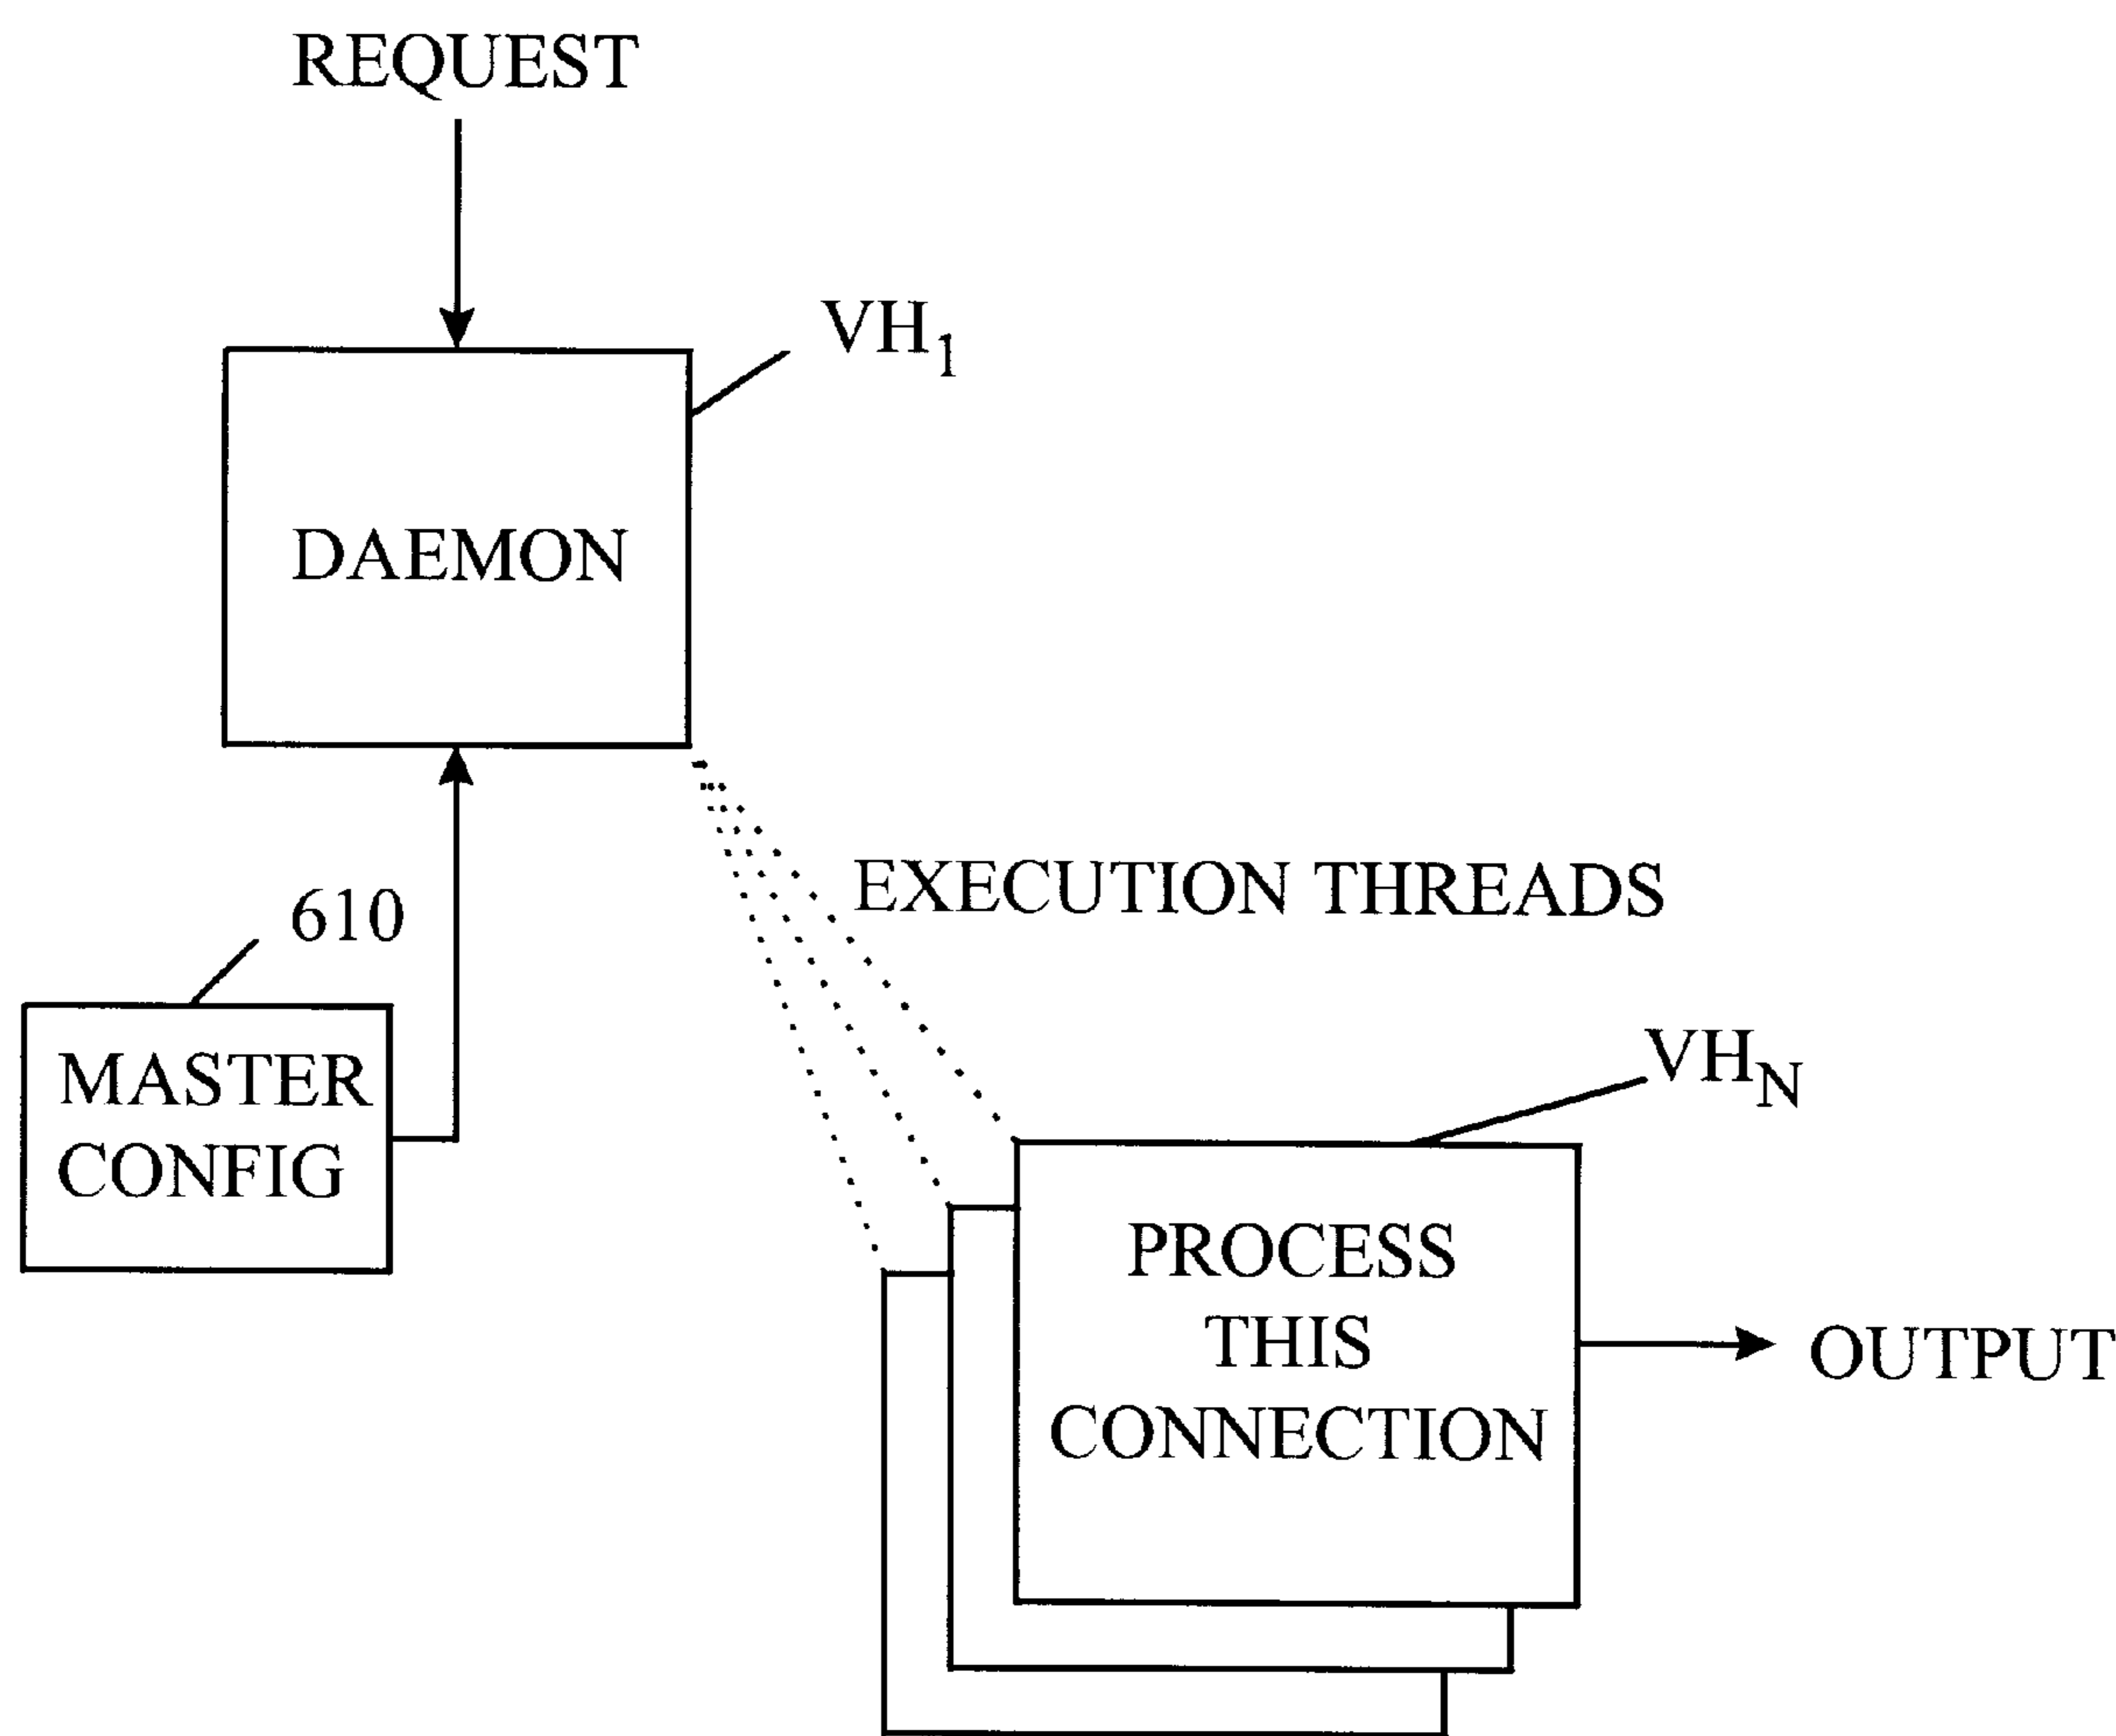 REQUEST
VH1
DAEMON
EXECUTION THREADS
610
MASTER
CONFIG
VHN
PROCESS
THIS
CONNECTION
OUTPUT